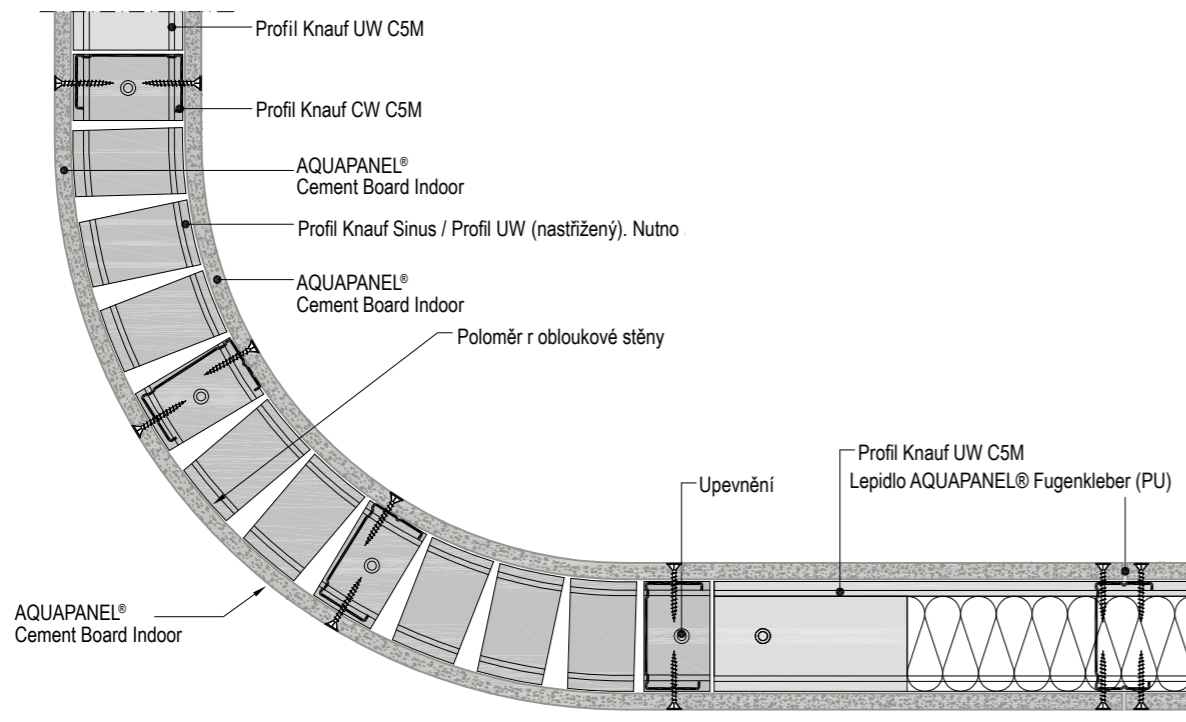 Profil Knauf UW C5M
Profil Knauf CW C5M
AQUAPANEL®
Cement Board Indoor
Profil Knauf Sinus / Profil UW (nastřižený). Nutno
AQUAPANEL®
Cement Board Indoor
Poloměr r obloukové stěny
Profil Knauf UW C5M
Lepidlo AQUAPANEL® Fugenkleber (PU)
Upevnění
AQUAPANEL®
Cement Board Indoor